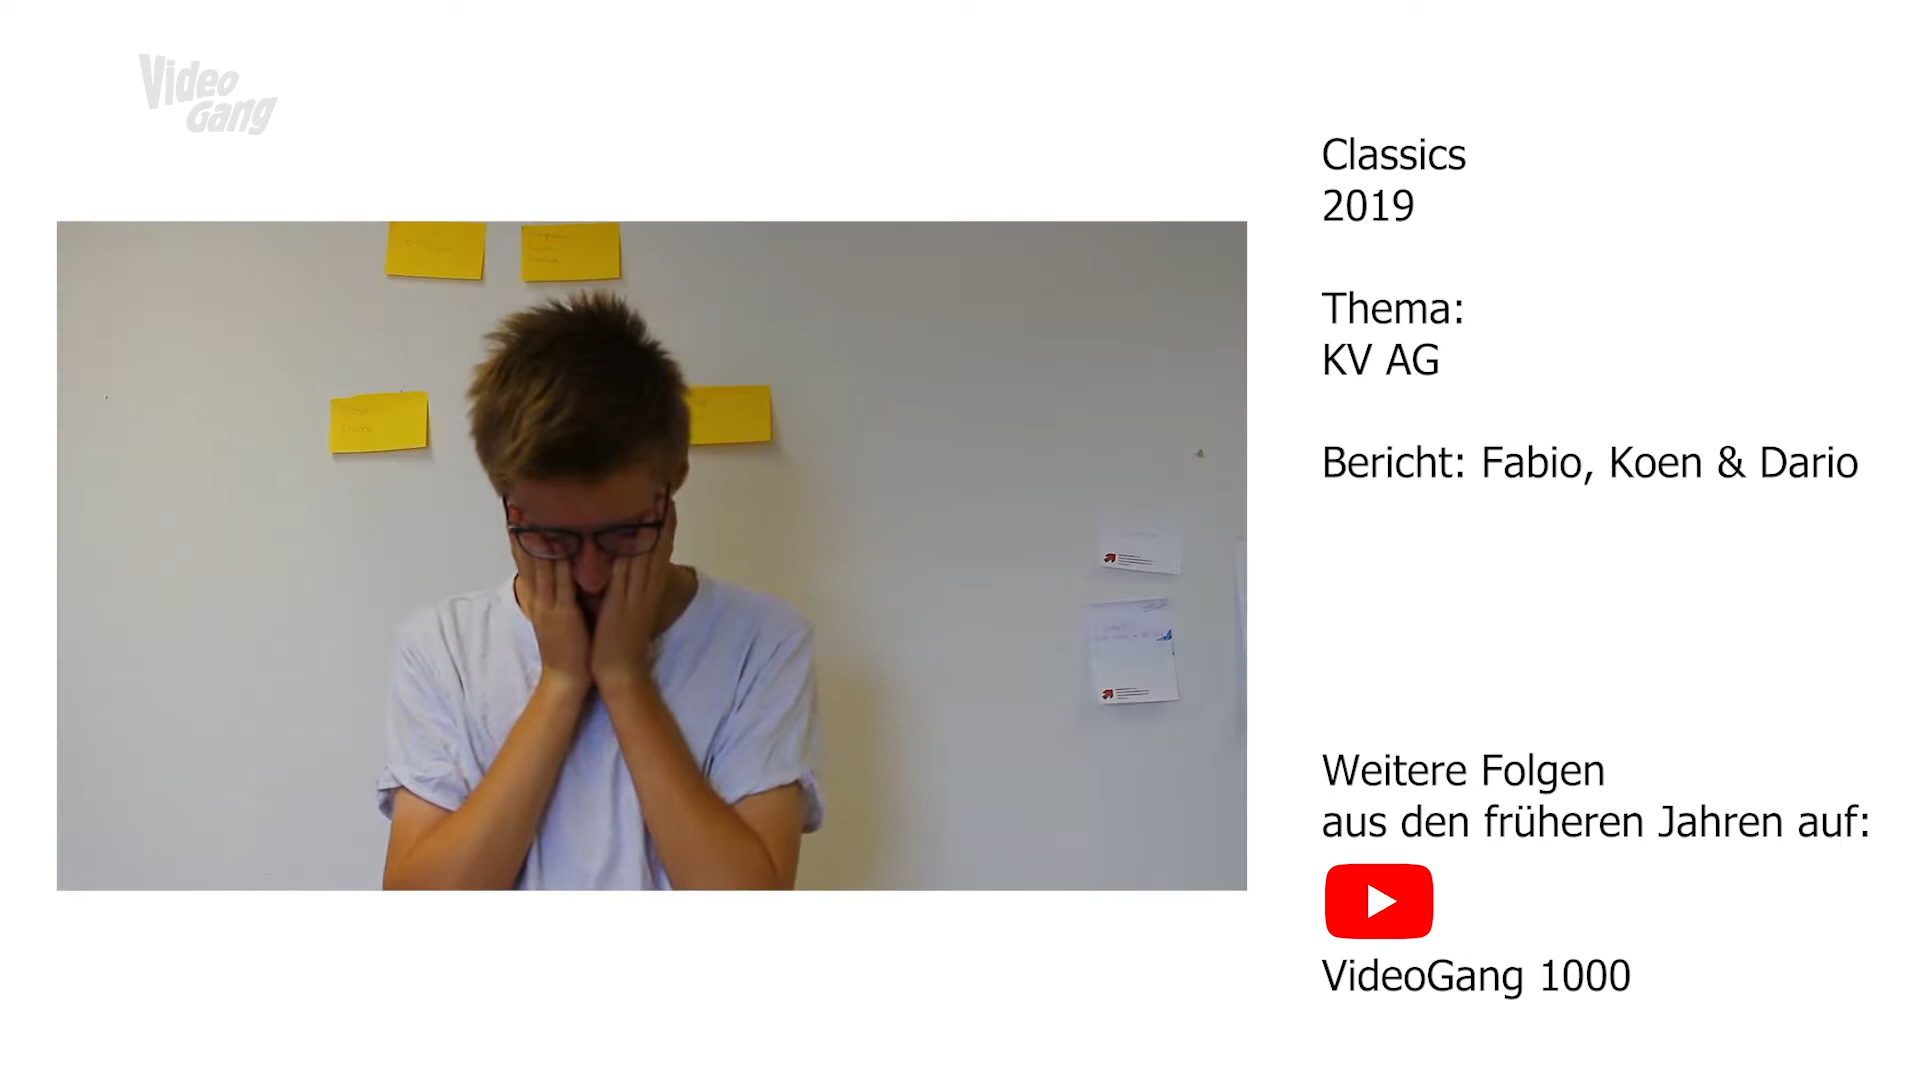 Video
Gang
Classics
2019
Thema:
KV AG
Bericht: Fabio, Koen & Dario
Weitere Folgen
aus den früheren Jahren auf:
VideoGang 1000